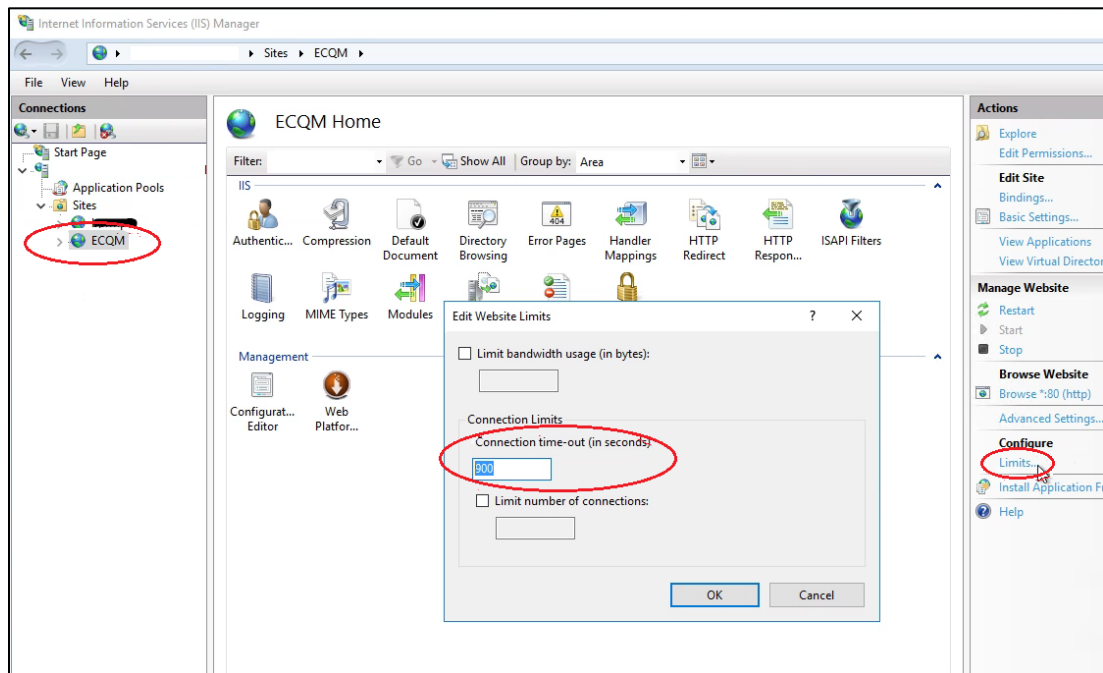 Internet Information Services (IIS) Manager
Sites ECQM
File View Help
Connections
Start Page
Application Pools
Sites
ECQM
ECQM Home
Filter: Go Show All Group by: Area
IIS
Authentic... Compression Default Document Directory Browsing Error Pages Handler Mappings HTTP Redirect HTTP Respon... ISAPI Filters
404
Logging MIME Types Modules
Management
Configurat... Editor Web Platfor...
Edit Website Limits ? X
Limit bandwidth usage (in bytes):
Connection Limits
Connection time-out (in seconds)
900
Limit number of connections:
OK Cancel
Actions
Explore
Edit Permissions...
Edit Site
Bindings...
Basic Settings...
View Applications
View Virtual Director
Manage Website
Restart
Start
Stop
Browse Website
Browse *:80 (http)
Advanced Settings...
Configure
Limits...
Install Application Fr
Help